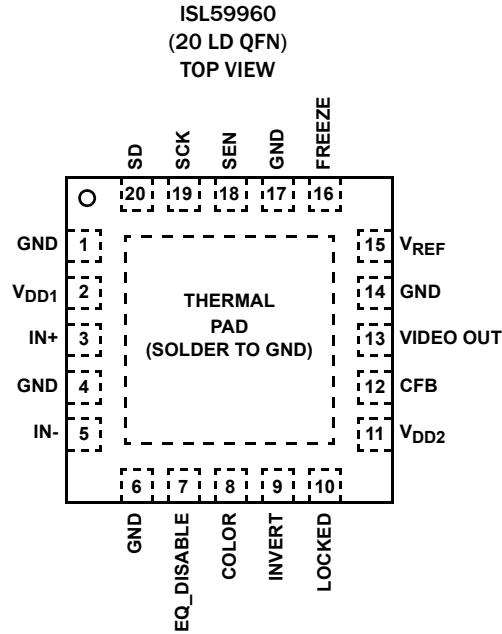 ISL59960
(20 LD QFN)
TOP VIEW
SD
SCK
SEN
GND
FREEZE
20
19
18
17
16
GND 1
VDD1 2
IN+ 3
GND 4
IN- 5
THERMAL
PAD
(SOLDER TO GND)
15 VREF
14 GND
13 VIDEO OUT
12 CFB
11 VDD2
6
7
8
9
10
GND
EQ_DISABLE
COLOR
INVERT
LOCKED